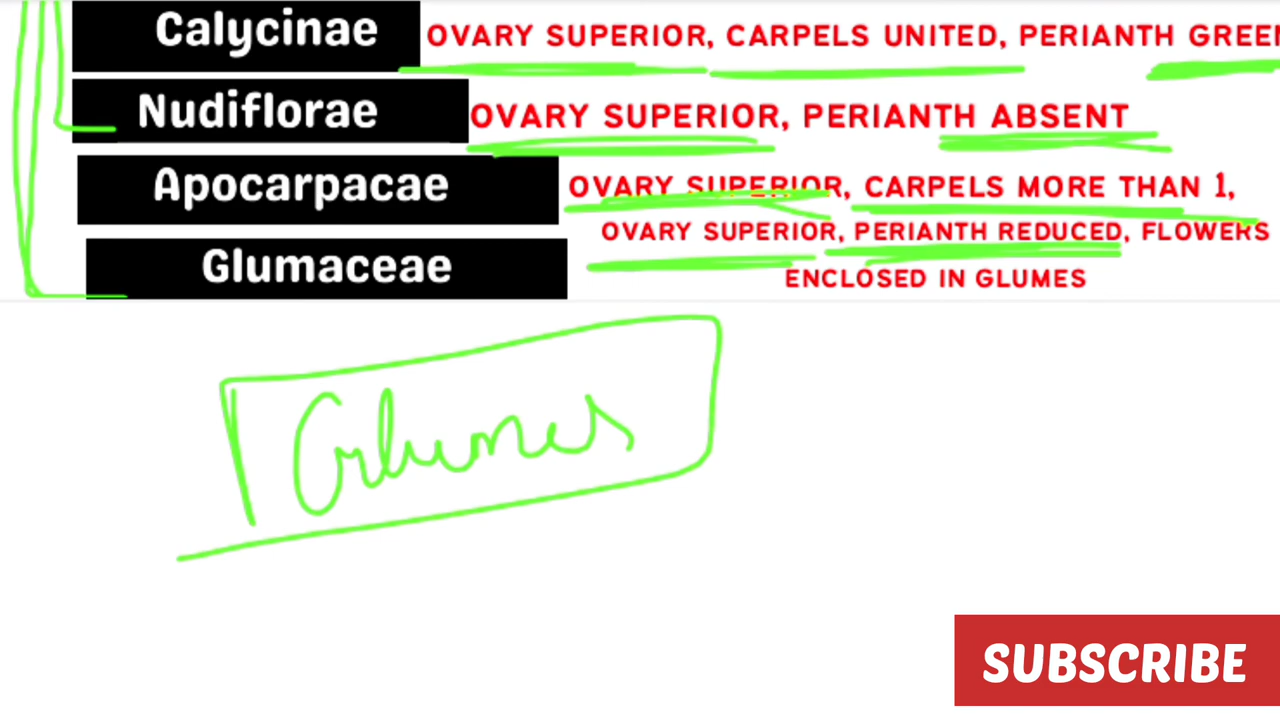 Calycinae OVARY SUPERIOR, CARPELS UNITED, PERIANTH GREEN
Nudiflorae OVARY SUPERIOR, PERIANTH ABSENT
Apocarpacae OVARY SUPERIOR, CARPELS MORE THAN 1,
Glumaceae OVARY SUPERIOR, PERIANTH REDUCED, FLOWERS
ENCLOSED IN GLUMES
Glumes
SUBSCRIBE